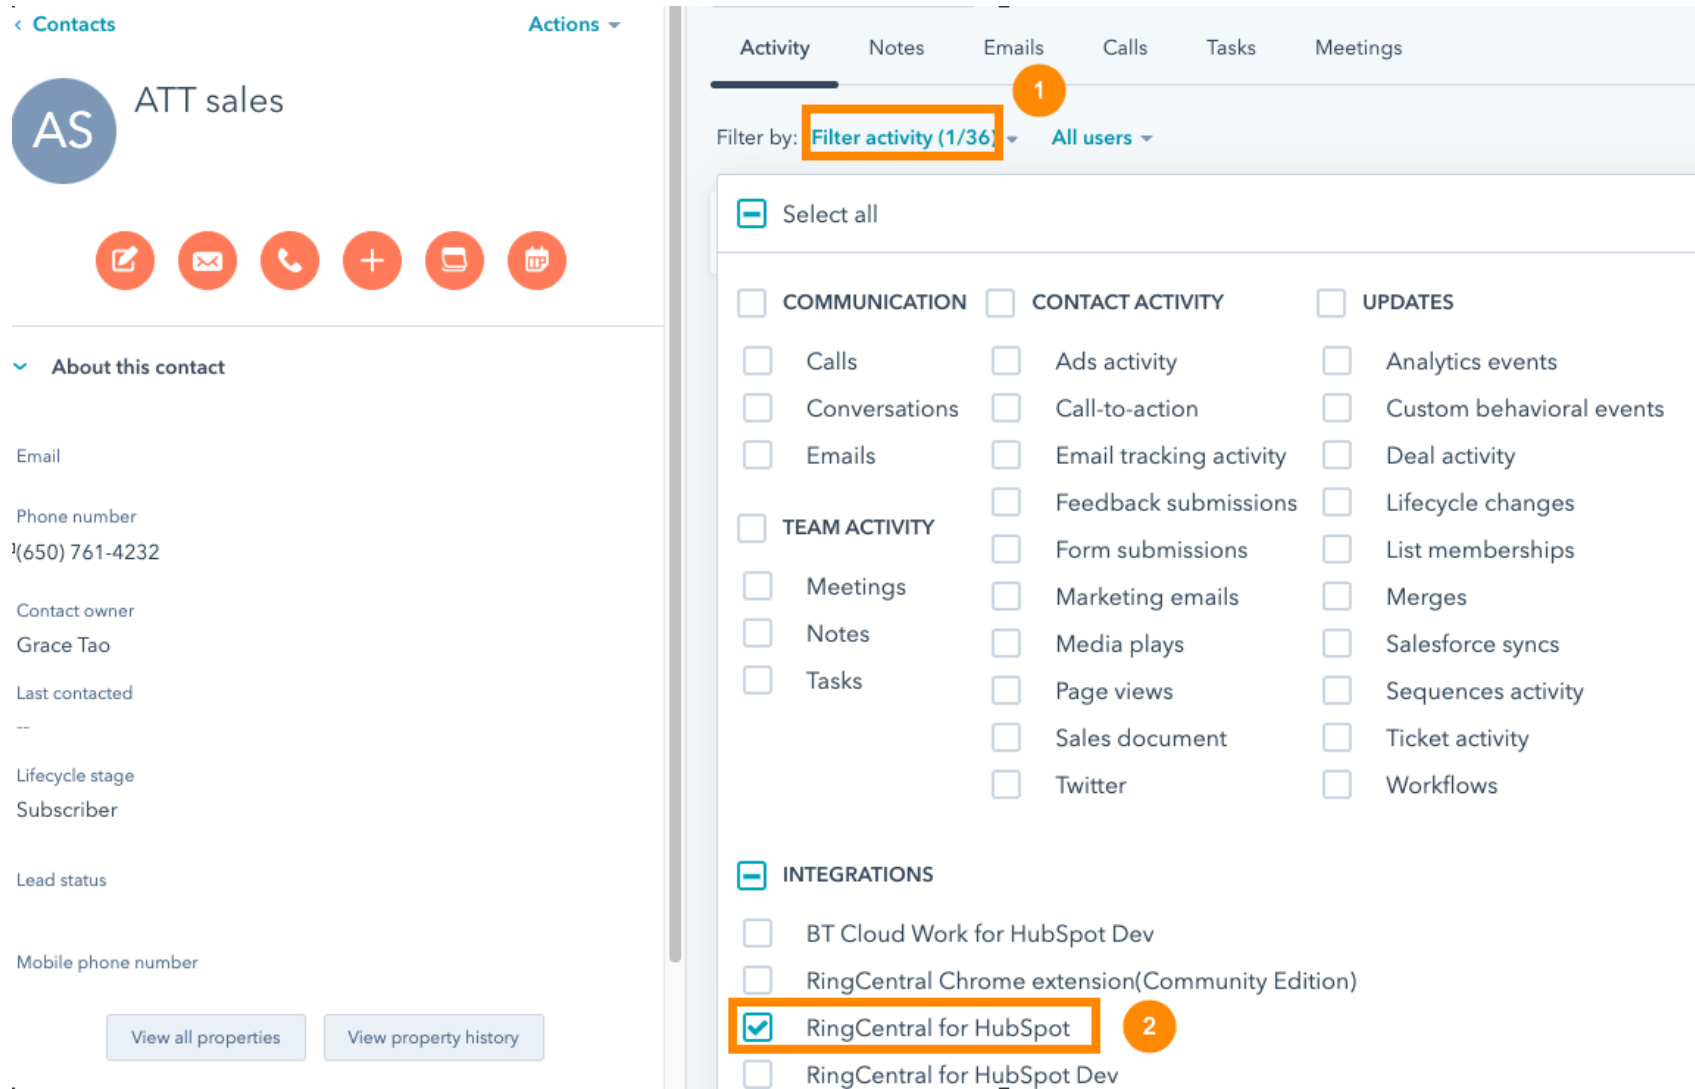 Contacts
Actions
AS
ATT sales
About this contact
Email
Phone number
(650) 761-4232
Contact owner
Grace Tao
Last contacted
--
Lifecycle stage
Subscriber
Lead status
Mobile phone number
View all properties
View property history
Activity
Notes
Emails
Calls
Tasks
Meetings
1
Filter by:
Filter activity (1/36)
All users
Select all
COMMUNICATION
Calls
Conversations
Emails
TEAM ACTIVITY
Meetings
Notes
Tasks
CONTACT ACTIVITY
Ads activity
Call-to-action
Email tracking activity
Feedback submissions
Form submissions
Marketing emails
Media plays
Page views
Sales document
Twitter
UPDATES
Analytics events
Custom behavioral events
Deal activity
Lifecycle changes
List memberships
Merges
Salesforce syncs
Sequences activity
Ticket activity
Workflows
INTEGRATIONS
BT Cloud Work for HubSpot Dev
RingCentral Chrome extension(Community Edition)
RingCentral for HubSpot
2
RingCentral for HubSpot Dev